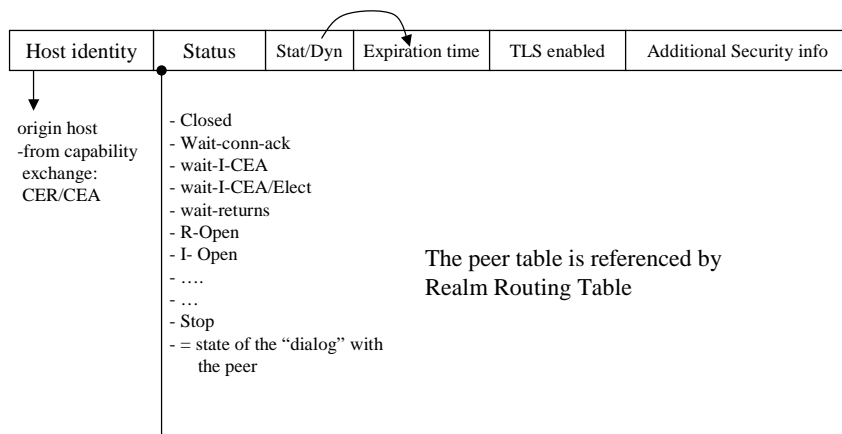 Host identity Status Stat/Dyn Expiration time TLS enabled Additional Security info
origin host
-from capability
exchange:
CER/CEA
- Closed
- Wait-conn-ack
- wait-I-CEA
- wait-I-CEA/Elect
- wait-returns
- R-Open
- I- Open
- ….
- …
- Stop
- = state of the “dialog” with
the peer
The peer table is referenced by
Realm Routing Table